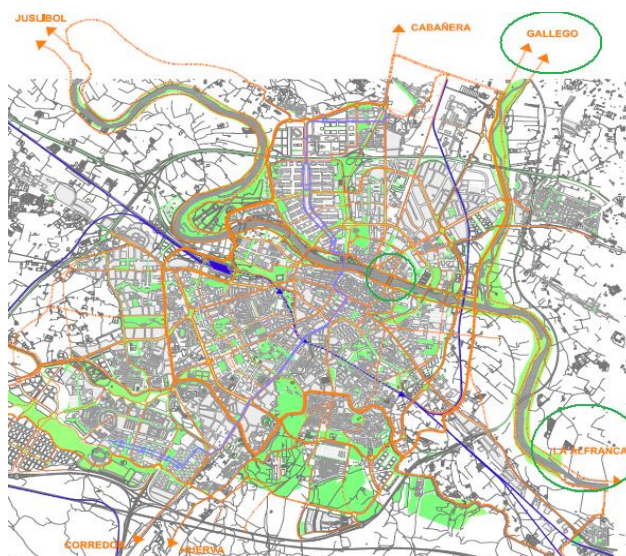 JUSLIBOL
CABAÑERA
GALLEGO
LA ALFRANCA
CORREDOR
HUERVA